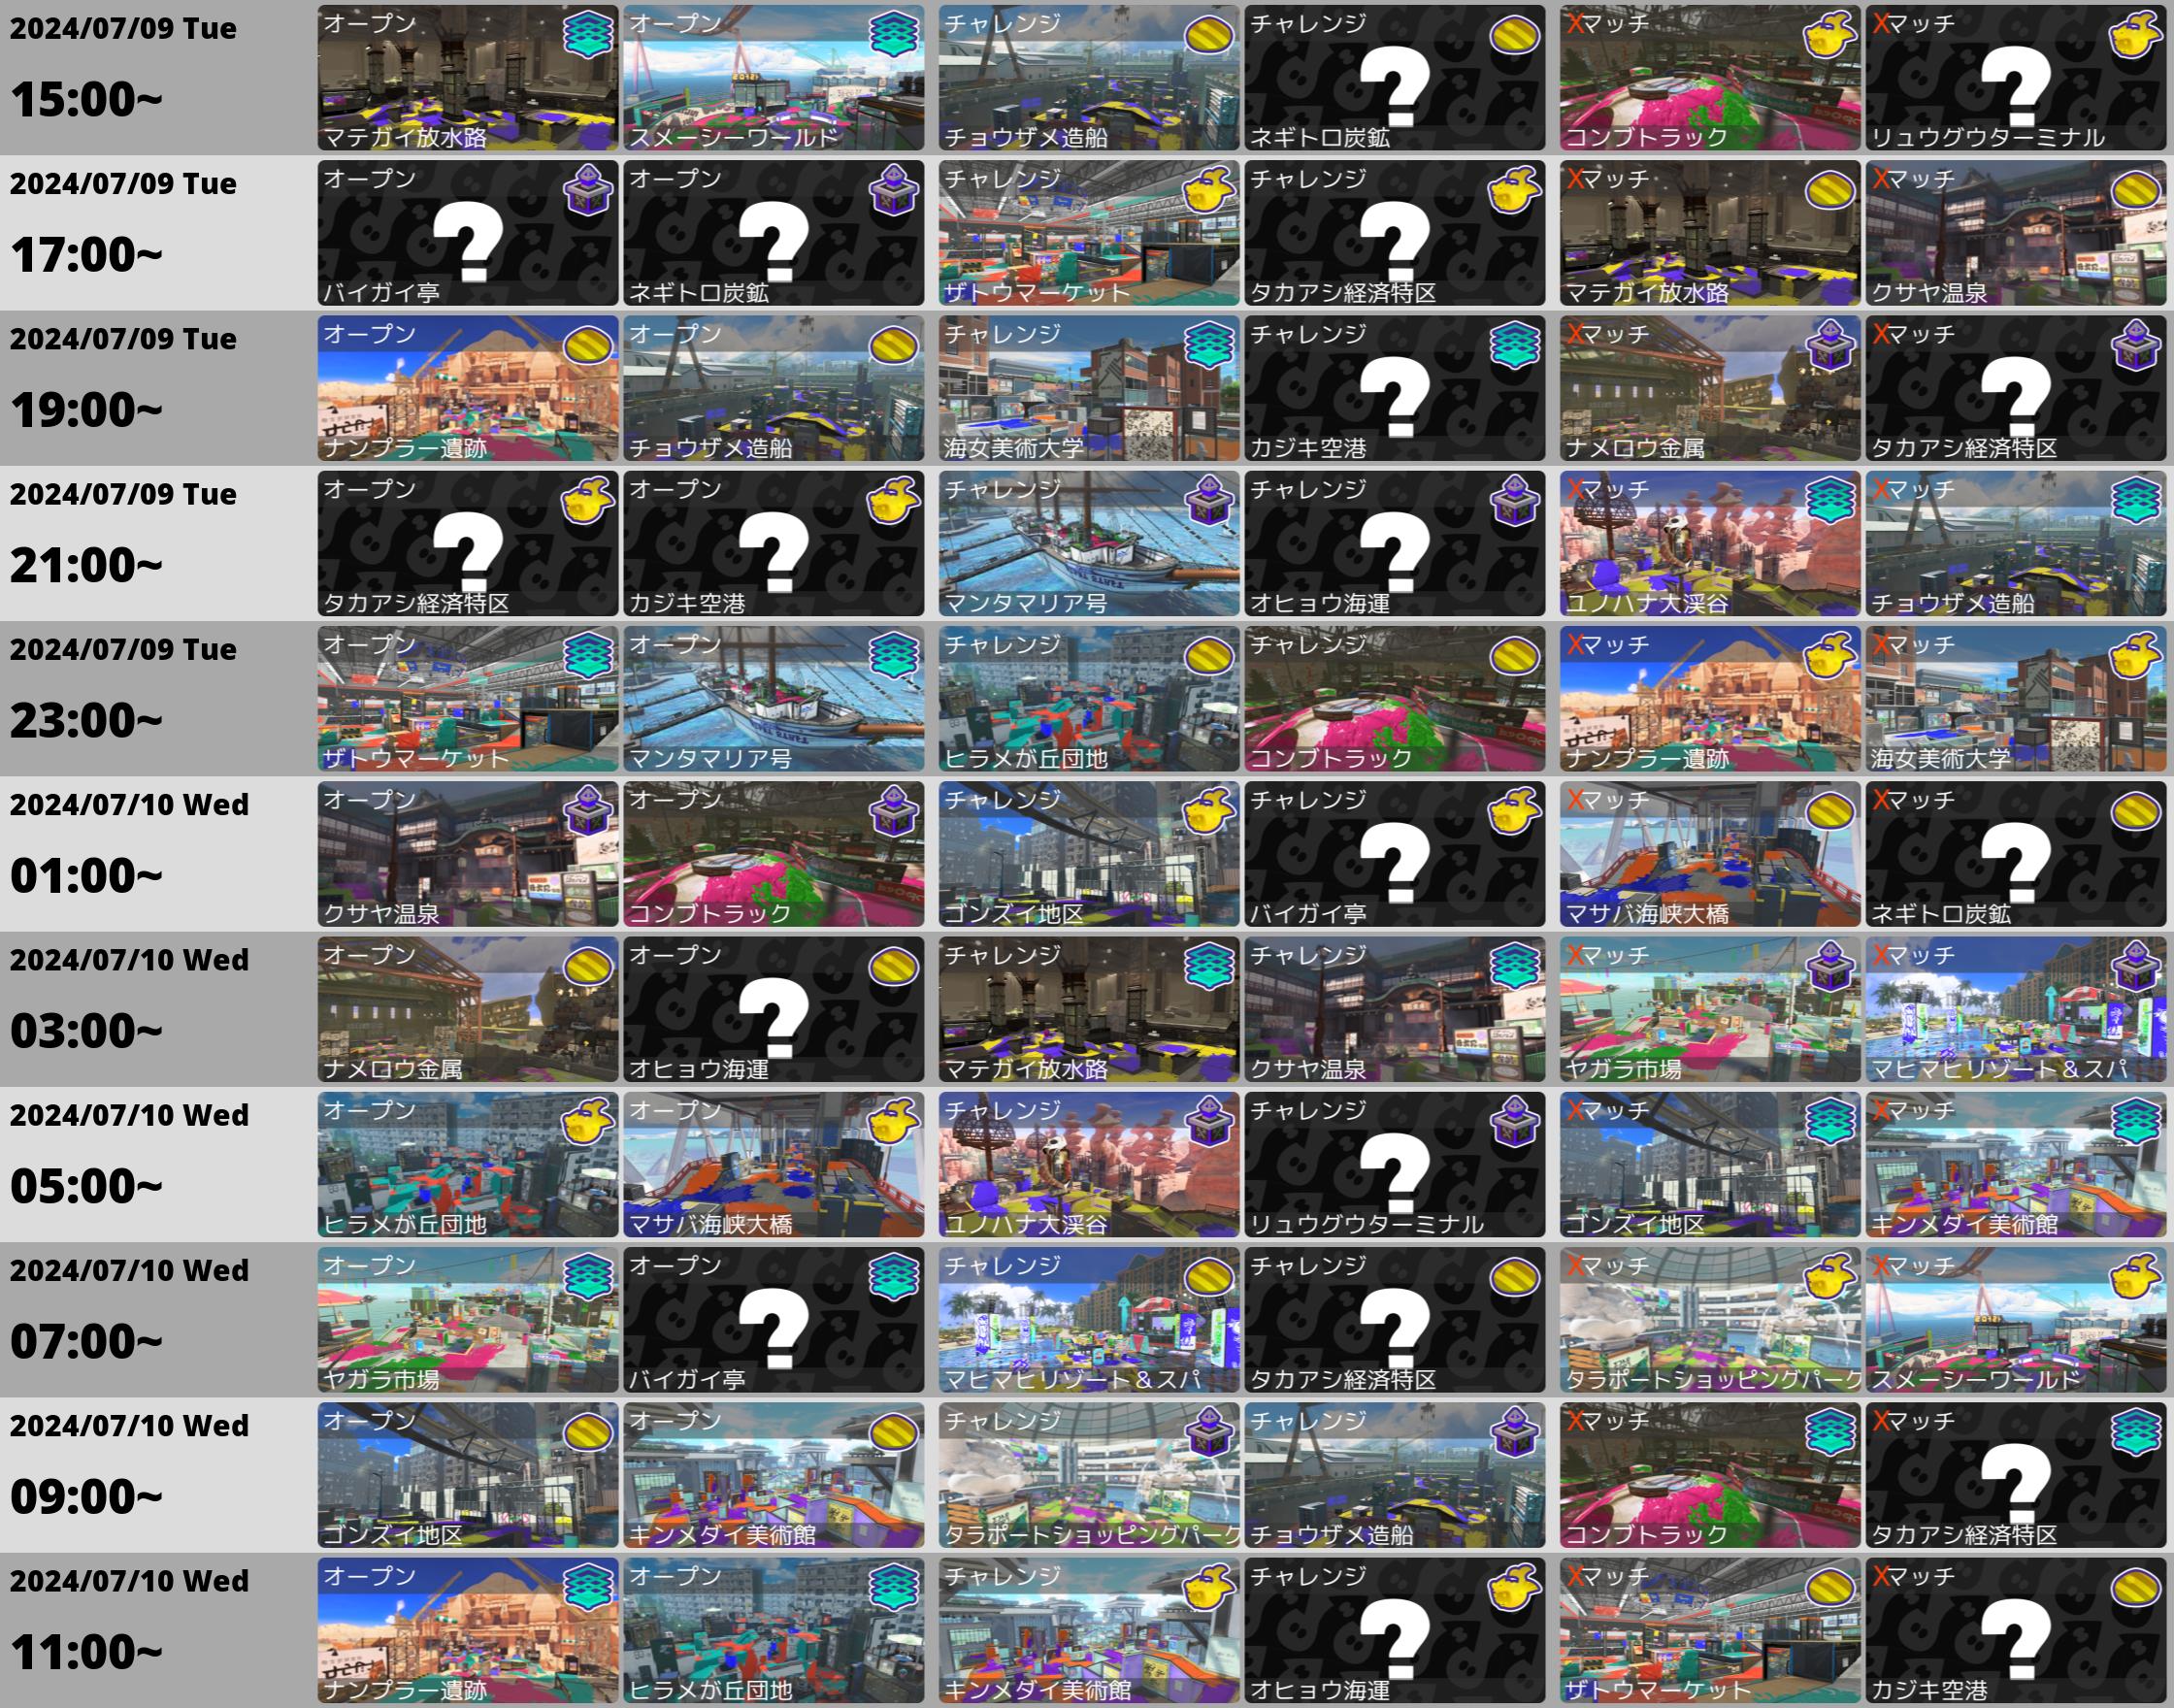 2024/07/09 Tue
15:00~
オープン
マテガイ放水路
オープン
スメーシーワールド
チャレンジ
チョウザメ造船
チャレンジ
?
ネギトロ炭鉱
Xマッチ
コンブトラック
Xマッチ
?
リュウグウターミナル
2024/07/09 Tue
17:00~
オープン
?
バイガイ亭
オープン
?
ネギトロ炭鉱
チャレンジ
ザトウマーケット
チャレンジ
?
タカアシ経済特区
Xマッチ
マテガイ放水路
Xマッチ
クサヤ温泉
2024/07/09 Tue
19:00~
オープン
ナンプラー遺跡
オープン
チョウザメ造船
チャレンジ
海女美術大学
チャレンジ
?
カジキ空港
Xマッチ
ナメロウ金属
Xマッチ
?
タカアシ経済特区
2024/07/09 Tue
21:00~
オープン
?
タカアシ経済特区
オープン
?
カジキ空港
チャレンジ
マンタマリア号
チャレンジ
?
オヒョウ海運
Xマッチ
ユノハナ大渓谷
Xマッチ
チョウザメ造船
2024/07/09 Tue
23:00~
オープン
ザトウマーケット
オープン
マンタマリア号
チャレンジ
ヒラメが丘団地
チャレンジ
コンブトラック
Xマッチ
ナンプラー遺跡
Xマッチ
海女美術大学
2024/07/10 Wed
01:00~
オープン
クサヤ温泉
オープン
コンブトラック
チャレンジ
ゴンズイ地区
チャレンジ
?
バイガイ亭
Xマッチ
マサバ海峡大橋
Xマッチ
?
ネギトロ炭鉱
2024/07/10 Wed
03:00~
オープン
ナメロウ金属
オープン
?
オヒョウ海運
チャレンジ
マテガイ放水路
チャレンジ
クサヤ温泉
Xマッチ
ヤガラ市場
Xマッチ
マヒマヒリゾート＆スパ
2024/07/10 Wed
05:00~
オープン
ヒラメが丘団地
オープン
マサバ海峡大橋
チャレンジ
ユノハナ大渓谷
チャレンジ
?
リュウグウターミナル
Xマッチ
ゴンズイ地区
Xマッチ
キンメダイ美術館
2024/07/10 Wed
07:00~
オープン
ヤガラ市場
オープン
?
バイガイ亭
チャレンジ
マヒマヒリゾート＆スパ
チャレンジ
?
タカアシ経済特区
Xマッチ
タラポートショッピングパーク
Xマッチ
スメーシーワールド
2024/07/10 Wed
09:00~
オープン
ゴンズイ地区
オープン
キンメダイ美術館
チャレンジ
タラポートショッピングパーク
チャレンジ
チョウザメ造船
Xマッチ
コンブトラック
Xマッチ
?
タカアシ経済特区
2024/07/10 Wed
11:00~
オープン
ナンプラー遺跡
オープン
ヒラメが丘団地
チャレンジ
キンメダイ美術館
チャレンジ
?
オヒョウ海運
Xマッチ
ザトウマーケット
Xマッチ
?
カジキ空港